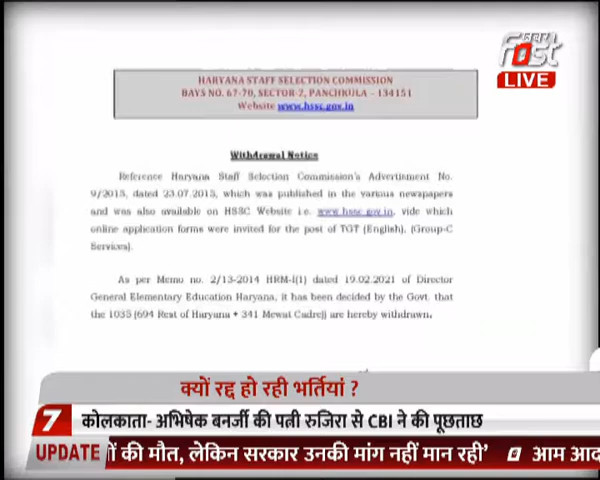 खबर
fast
LIVE
HARYANA STAFF SELECTION COMMISSION
BAYS NO. 67-70, SECTOR-2, PANCHKULA - 134151
Website www.hssc.gov.in
Withdrawal Notice
Reference Haryana Staff Selection Commission's Advertisment No.
9/2015, dated 23.07.2015, which was published in the various newspapers
and was also available on HSSC Website i.e. www.hssc.gov.in, vide which
online application forms were invited for the post of TGT (English), (Group-C
Services).
As per Memo no. 2/13-2014 HRM-I(1) dated 19.02.2021 of Director
General Elementary Education Haryana, it has been decided by the Govt. that
the 1035 (694 Rest of Haryana + 341 Mewat Cadre)) are hereby withdrawn.
क्यों रद्द हो रही भर्तियां ?
7 कोलकाता- अभिषेक बनर्जी की पत्नी रुजिरा से CBI ने की पूछताछ
UPDATE की मौत, लेकिन सरकार उनकी मांग नहीं मान रही' आम आद